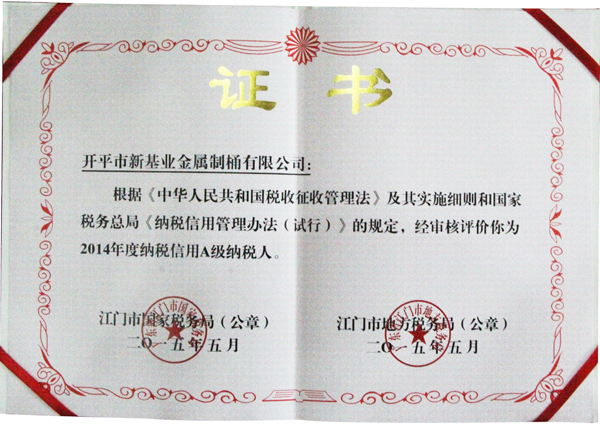 证书
开平市新基业金属制桶有限公司：
根据《中华人民共和国税收征收管理法》及其实施细则和国家
税务总局《纳税信用管理办法（试行）》的规定，经审核评价你为
2014年度纳税信用A级纳税人。
江门市国家税务局（公章）
江门市地方税务局（公章）
二〇一五年五月
二〇一五年五月